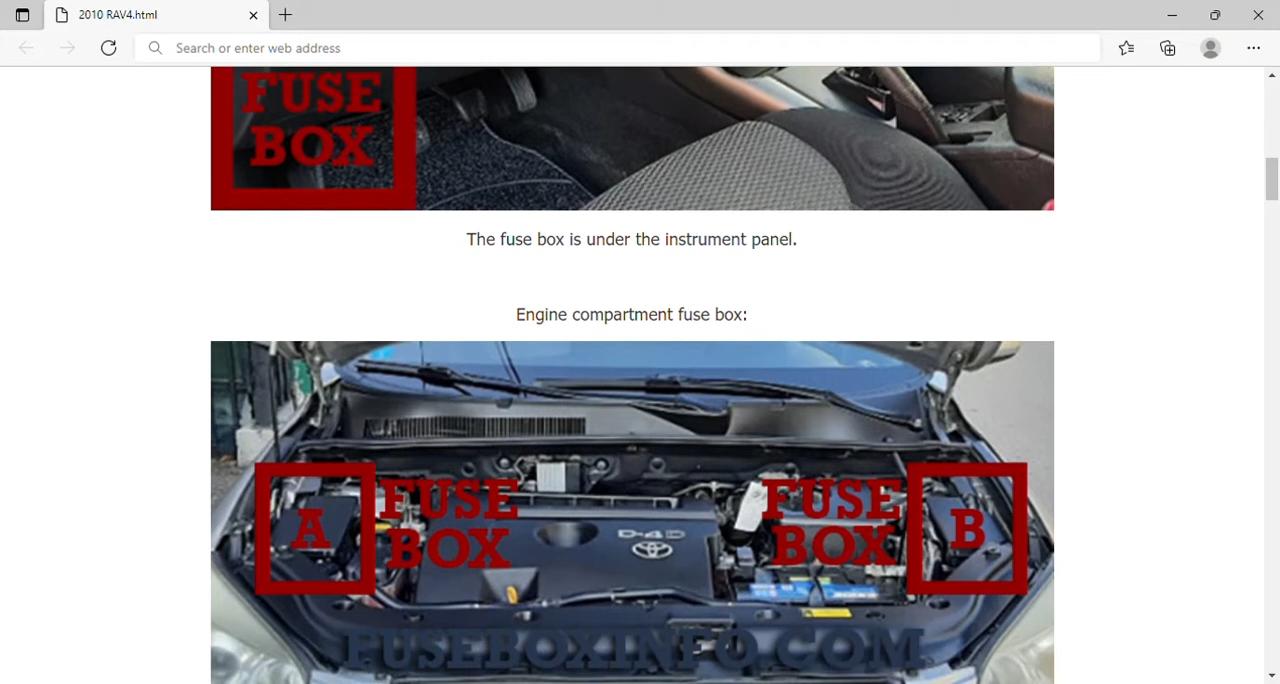 2010 RAV4.html
Search or enter web address
FUSE
BOX
The fuse box is under the instrument panel.
Engine compartment fuse box:
A
FUSE
BOX
FUSE
BOX
B
D-4D
FUSEBOXINFO.COM